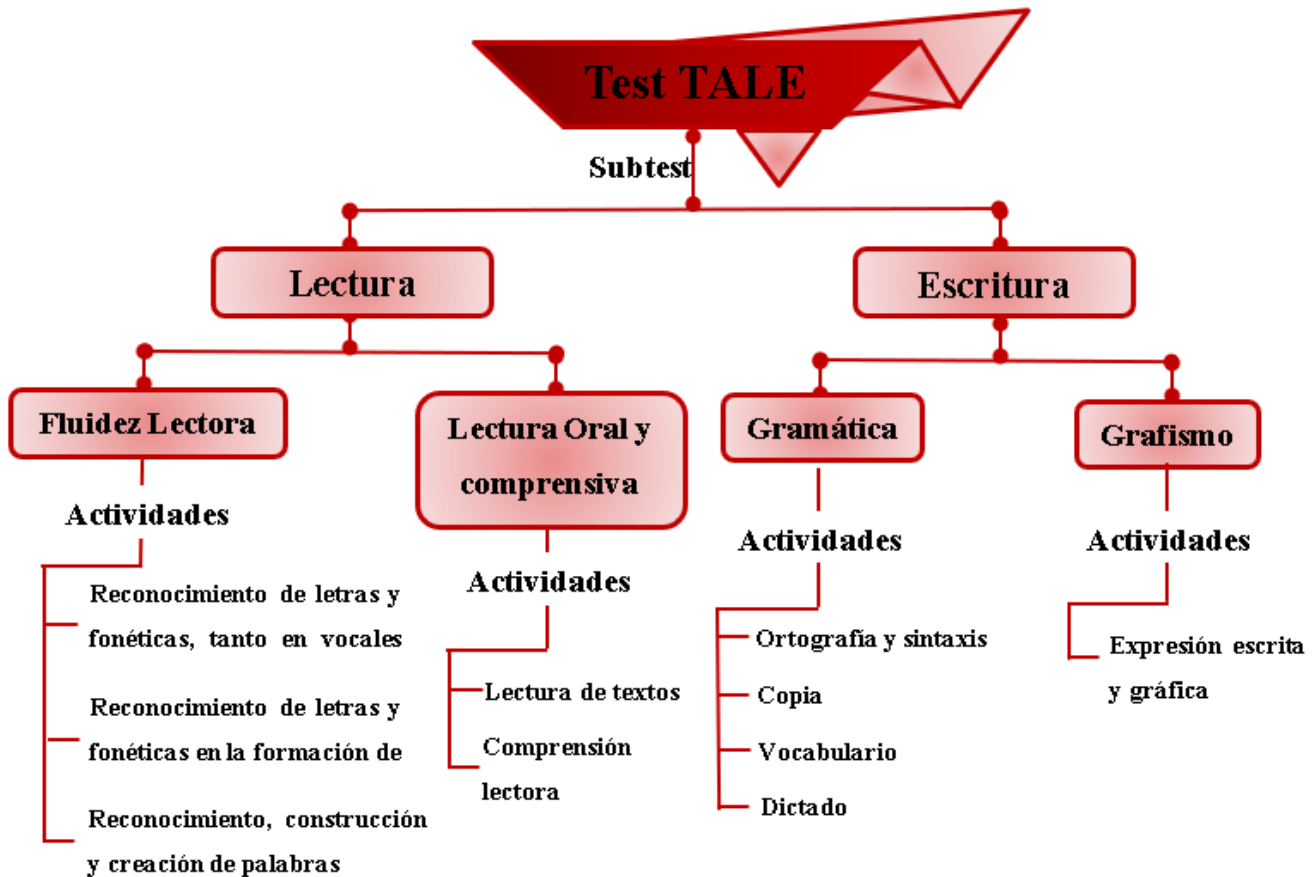 Test TALE
Subtest
Lectura
Escritura
Fluidez Lectora
Actividades
Reconocimiento de letras y
fonéticas, tanto en vocales
Reconocimiento de letras y
fonéticas en la formación de
Reconocimiento, construcción
y creación de palabras
Lectura Oral y
comprensiva
Actividades
Lectura de textos
Comprensión
lectora
Gramática
Actividades
Ortografía y sintaxis
Copia
Vocabulario
Dictado
Grafismo
Actividades
Expresión escrita
y gráfica